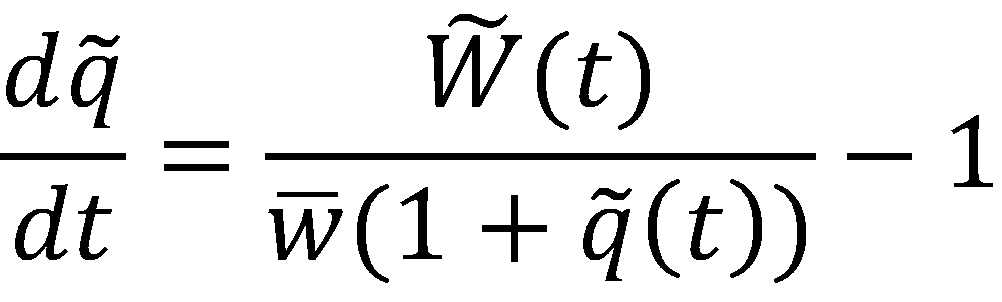 dq̃/dt = W̃(t)/(w̅(1 + q̃(t))) − 1